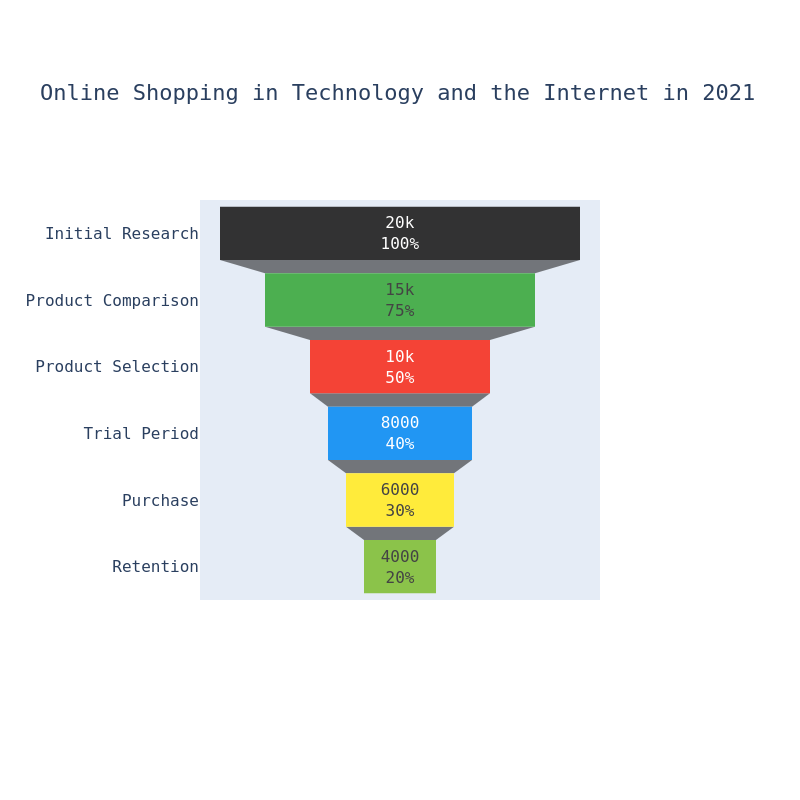 Online Shopping in Technology and the Internet in 2021
Initial Research
20k
100%
Product Comparison
15k
75%
Product Selection
10k
50%
Trial Period
8000
40%
Purchase
6000
30%
Retention
4000
20%